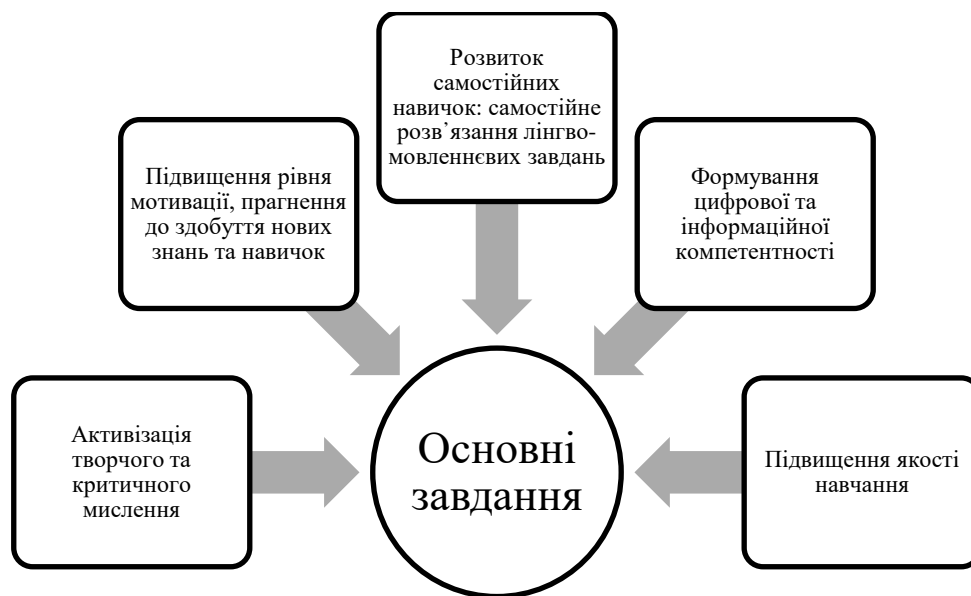 Активізація
творчого та
критичного
мислення
Підвищення рівня
мотивації, прагнення
до здобуття нових
знань та навичок
Розвиток
самостійних
навичок: самостійне
розв’язання лінгво-
мовленнєвих завдань
Формування
цифрової та
інформаційної
компетентності
Підвищення якості
навчання
Основні
завдання